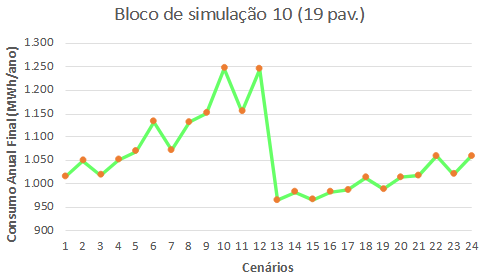 Bloco de simulação 10 (19 pav.)
Consumo Anual Final (MWh/ano)
1.300
1.250
1.200
1.150
1.100
1.050
1.000
950
900
1 2 3 4 5 6 7 8 9 10 11 12 13 14 15 16 17 18 19 20 21 22 23 24
Cenários